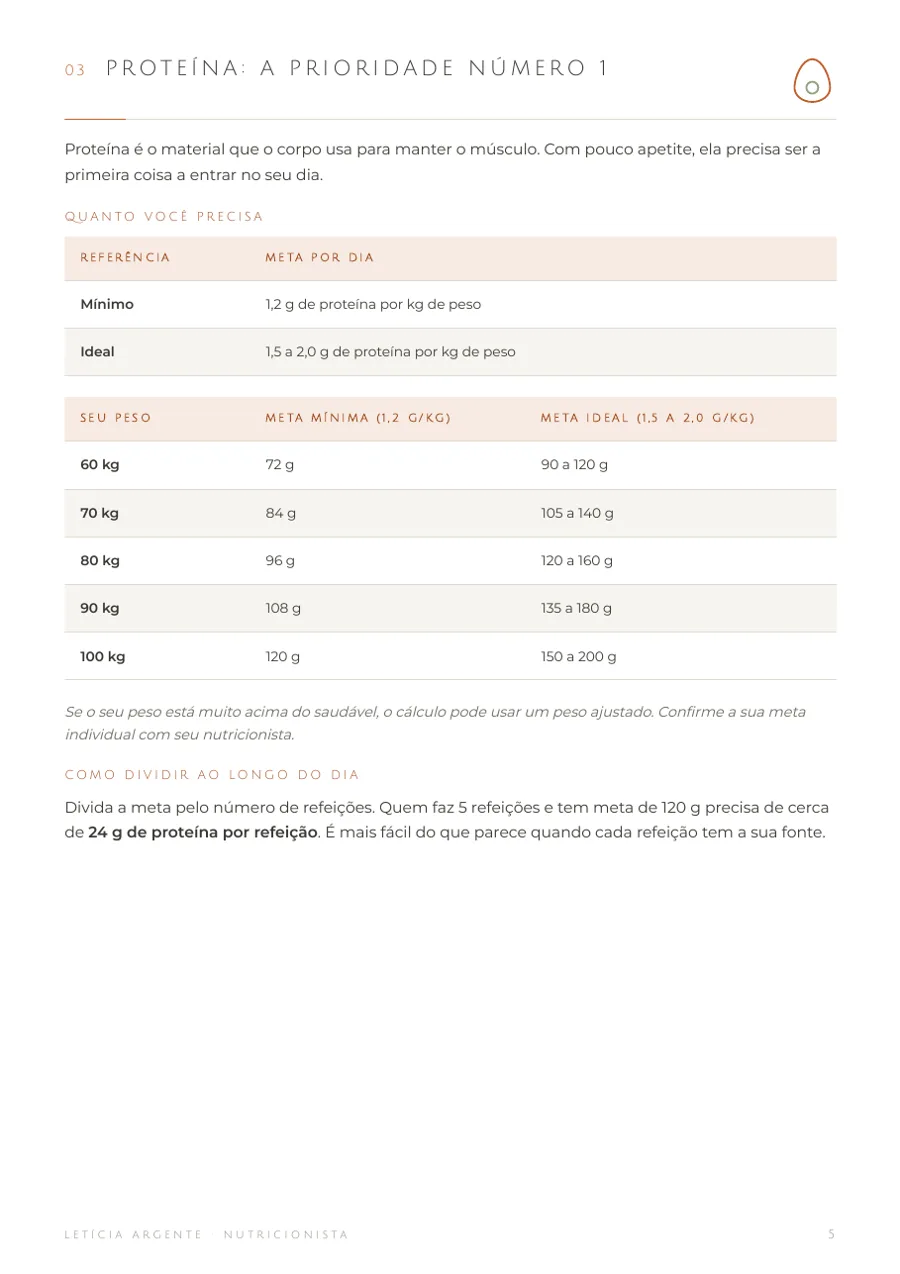 03 PROTEÍNA: A PRIORIDADE NÚMERO 1
Proteína é o material que o corpo usa para manter o músculo. Com pouco apetite, ela precisa ser a
primeira coisa a entrar no seu dia.
QUANTO VOCÊ PRECISA
REFERÊNCIA META POR DIA
Mínimo 1,2 g de proteína por kg de peso
Ideal 1,5 a 2,0 g de proteína por kg de peso
SEU PESO META MÍNIMA (1,2 G/KG) META IDEAL (1,5 A 2,0 G/KG)
60 kg 72 g 90 a 120 g
70 kg 84 g 105 a 140 g
80 kg 96 g 120 a 160 g
90 kg 108 g 135 a 180 g
100 kg 120 g 150 a 200 g
Se o seu peso está muito acima do saudável, o cálculo pode usar um peso ajustado. Confirme a sua meta
individual com seu nutricionista.
COMO DIVIDIR AO LONGO DO DIA
Divida a meta pelo número de refeições. Quem faz 5 refeições e tem meta de 120 g precisa de cerca
de 24 g de proteína por refeição. É mais fácil do que parece quando cada refeição tem a sua fonte.
LETÍCIA ARGENTE · NUTRICIONISTA 5